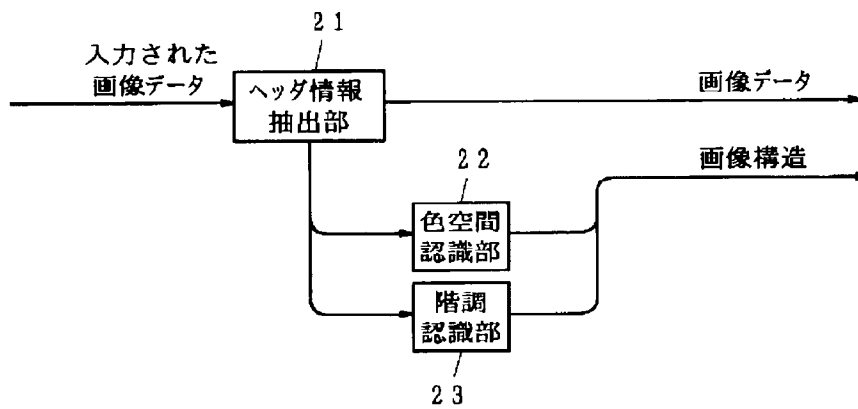 ２１
入力された
画像データ
ヘッダ情報
抽出部
画像データ
２２
画像構造
色空間
認識部
階調
認識部
２３